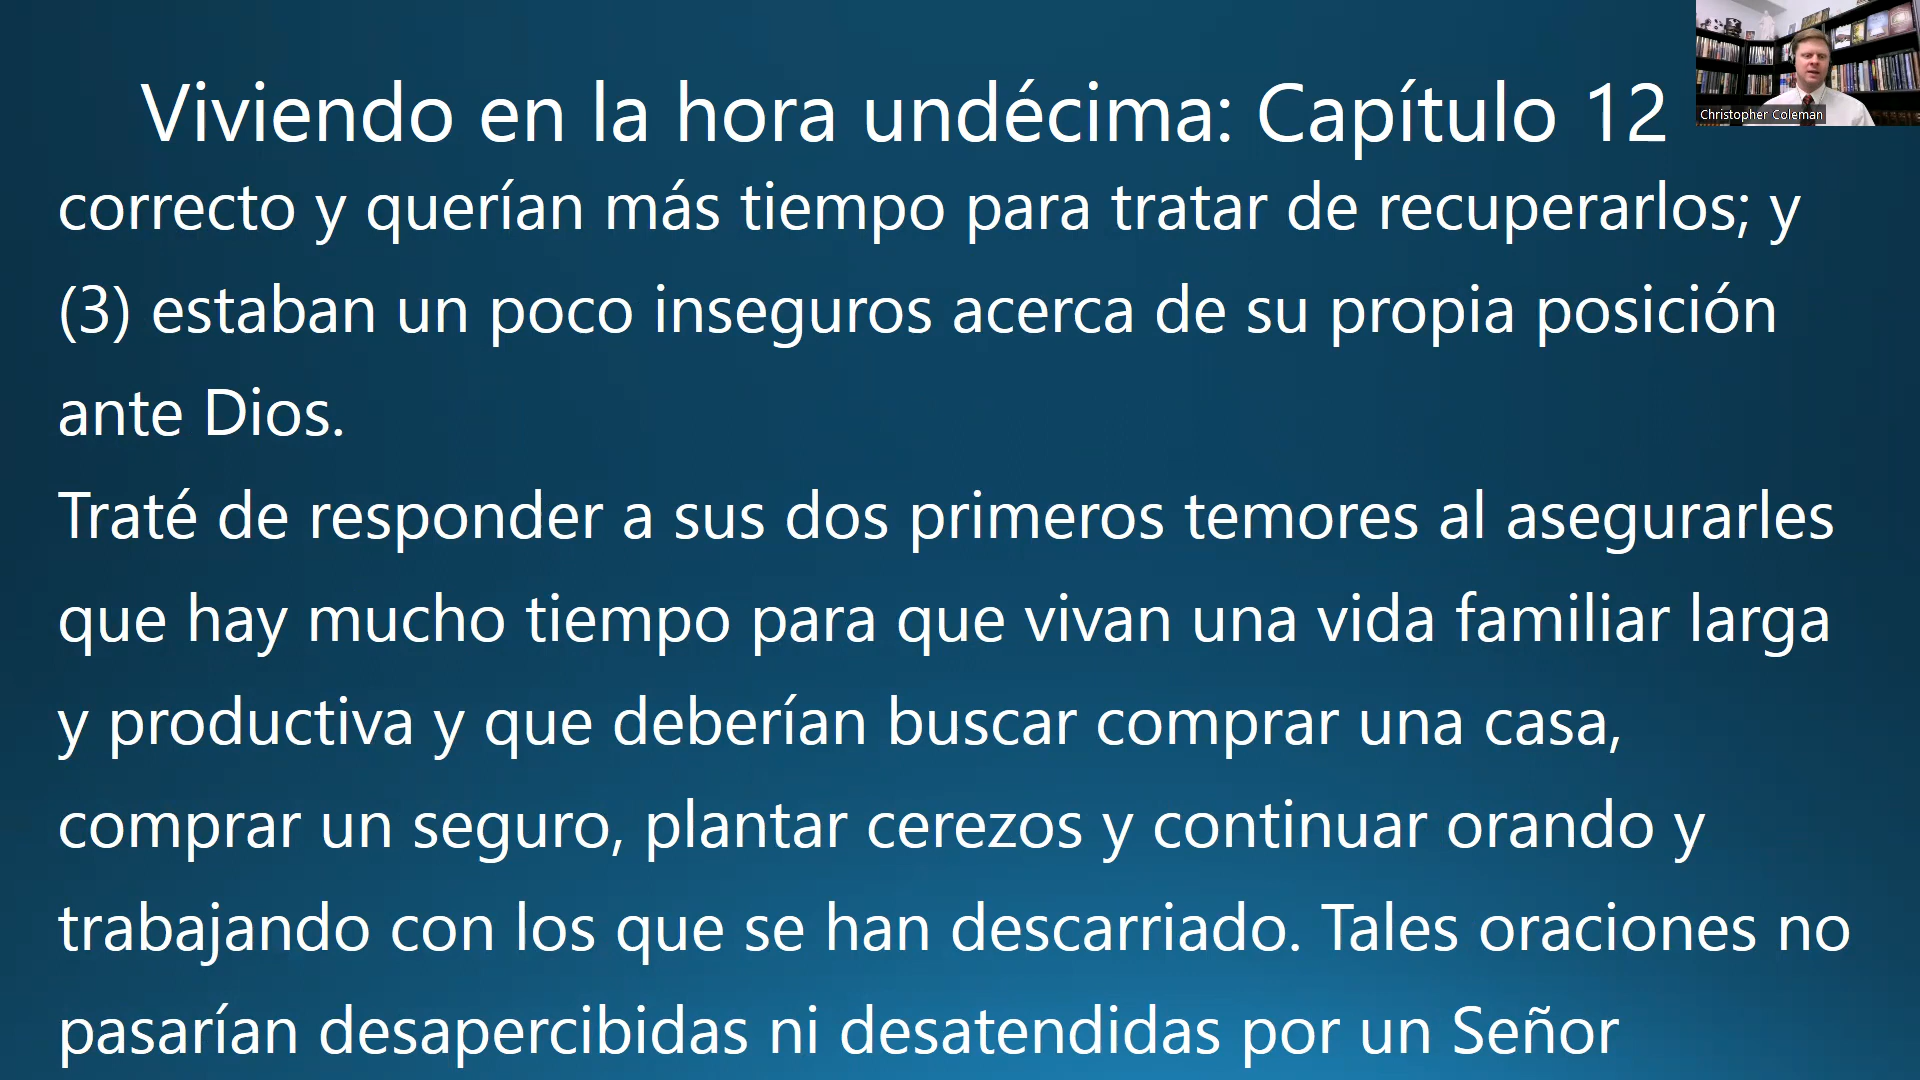 Viviendo en la hora undécima: Capítulo 12
Christopher Coleman
correcto y querían más tiempo para tratar de recuperarlos; y
(3) estaban un poco inseguros acerca de su propia posición
ante Dios.
Traté de responder a sus dos primeros temores al asegurarles
que hay mucho tiempo para que vivan una vida familiar larga
y productiva y que deberían buscar comprar una casa,
comprar un seguro, plantar cerezos y continuar orando y
trabajando con los que se han descarriado. Tales oraciones no
pasarían desapercibidas ni desatendidas por un Señor